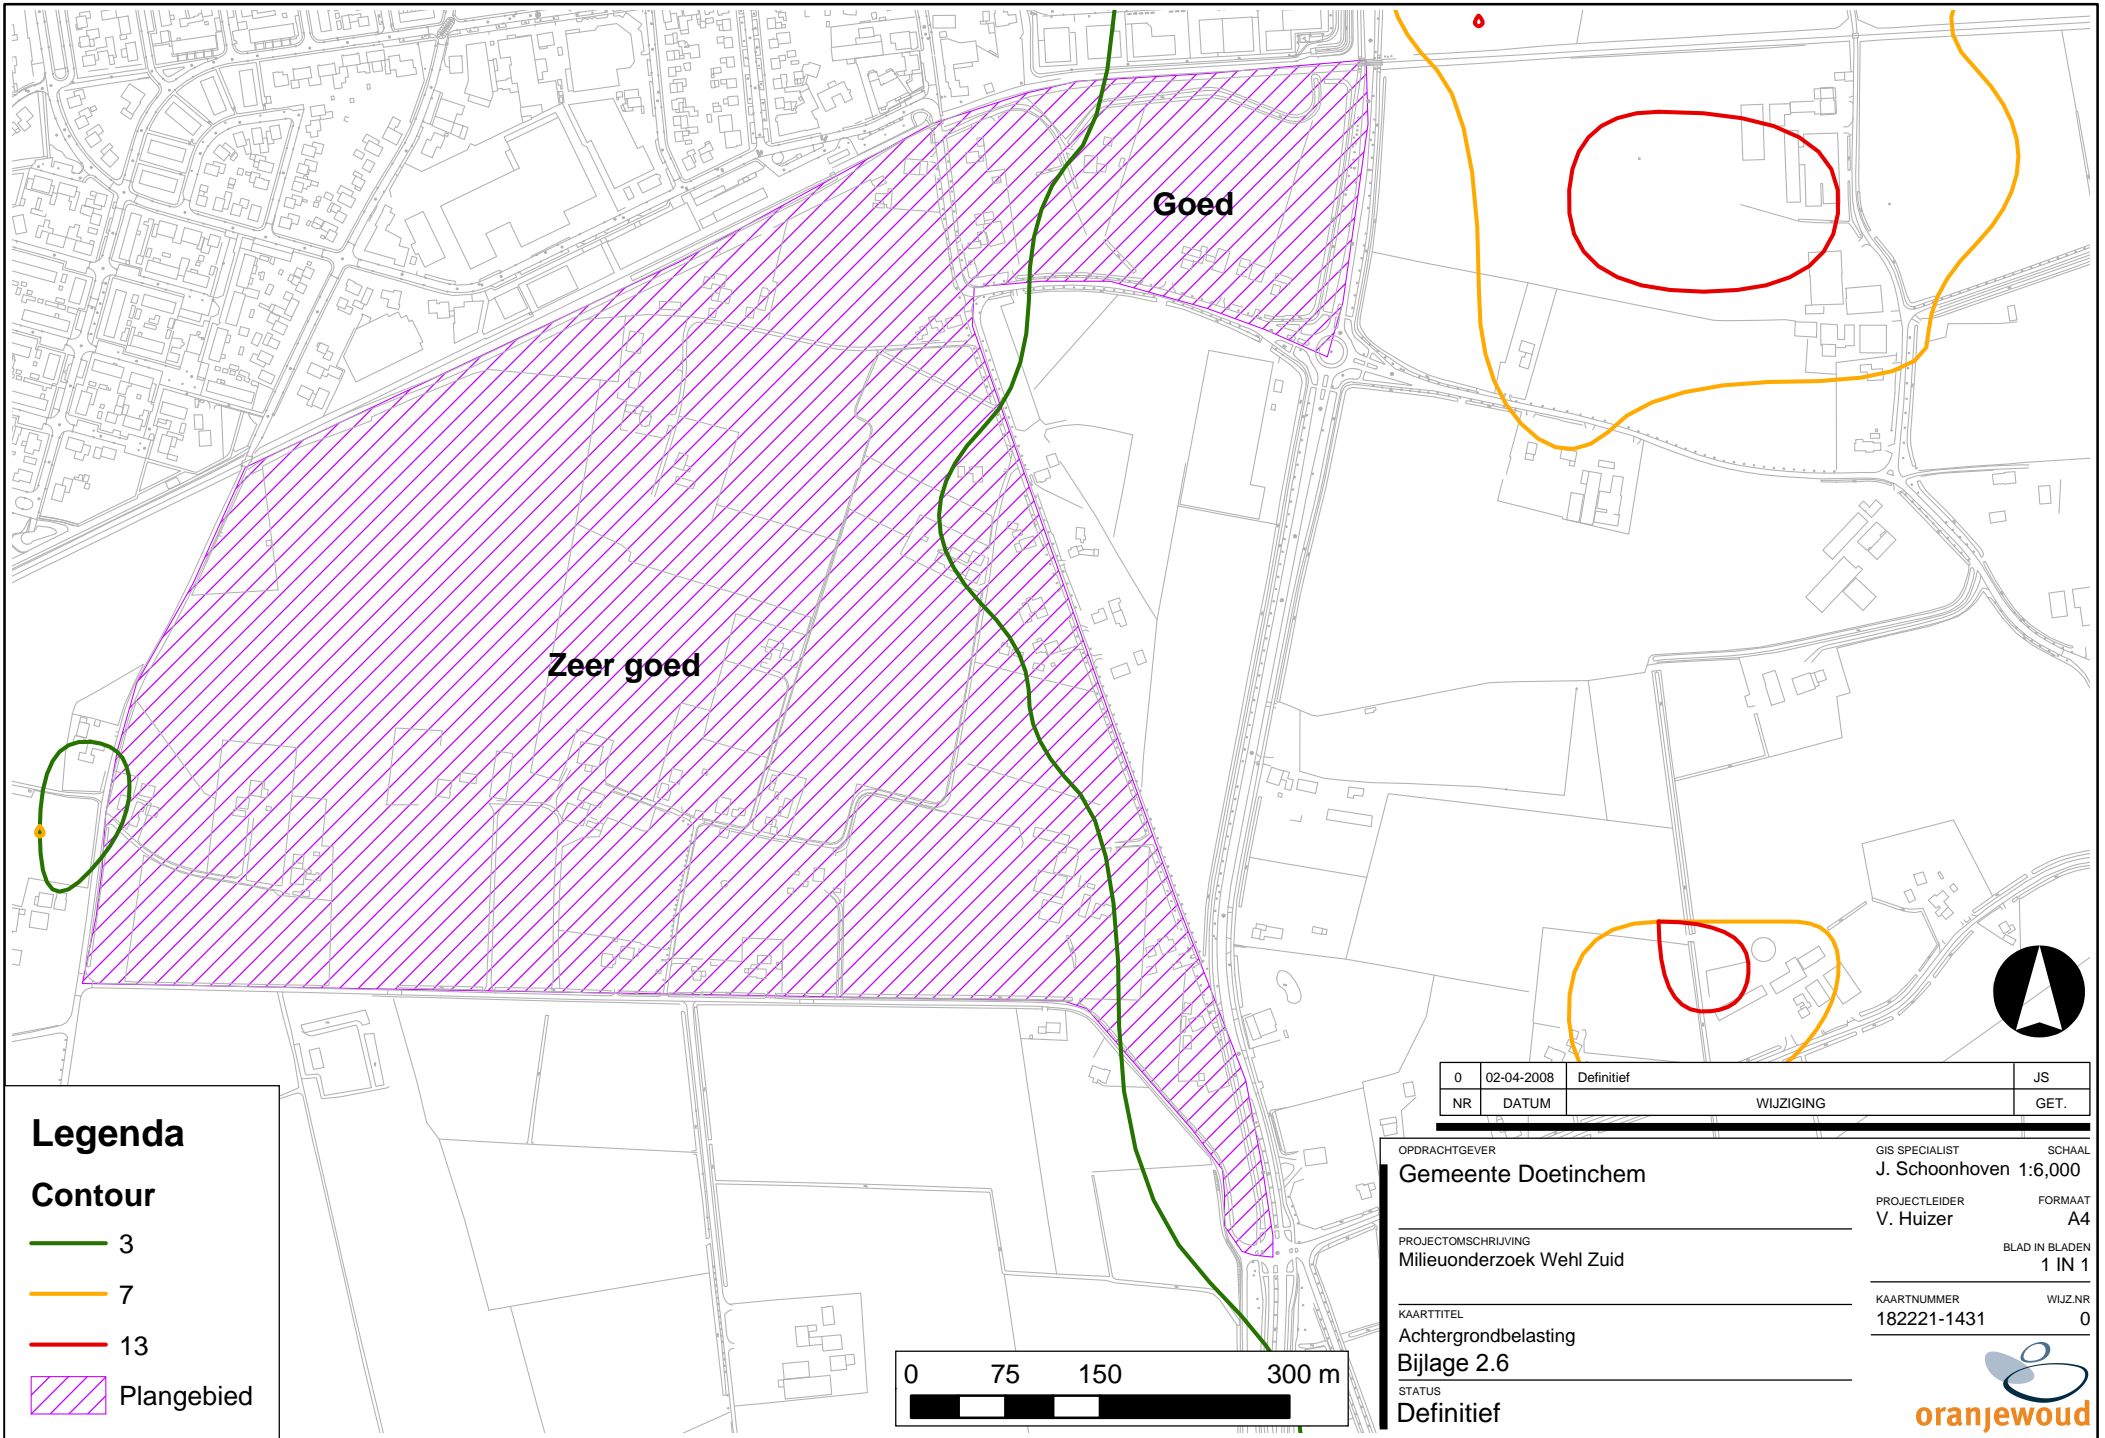 Goed
Zeer goed
Legenda
Contour
3
7
13
Plangebied
0 75 150 300 m
0 02-04-2008 Definitief JS
NR DATUM WIJZIGING GET.
OPDRACHTGEVER
Gemeente Doetinchem
PROJECTOMSCHRIJVING
Milieuonderzoek Wehl Zuid
KAARTTITEL
Achtergrondbelasting
Bijlage 2.6
STATUS
Definitief
GIS SPECIALIST SCHAAL
J. Schoonhoven 1:6,000
PROJECTLEIDER FORMAAT
V. Huizer A4
BLAD IN BLADEN
1 IN 1
KAARTNUMMER WIJZ.NR
182221-1431 0
oranjewoud